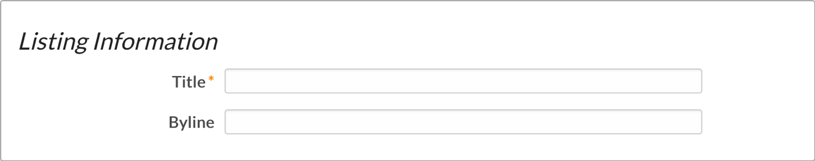 Listing Information
Title *
Byline